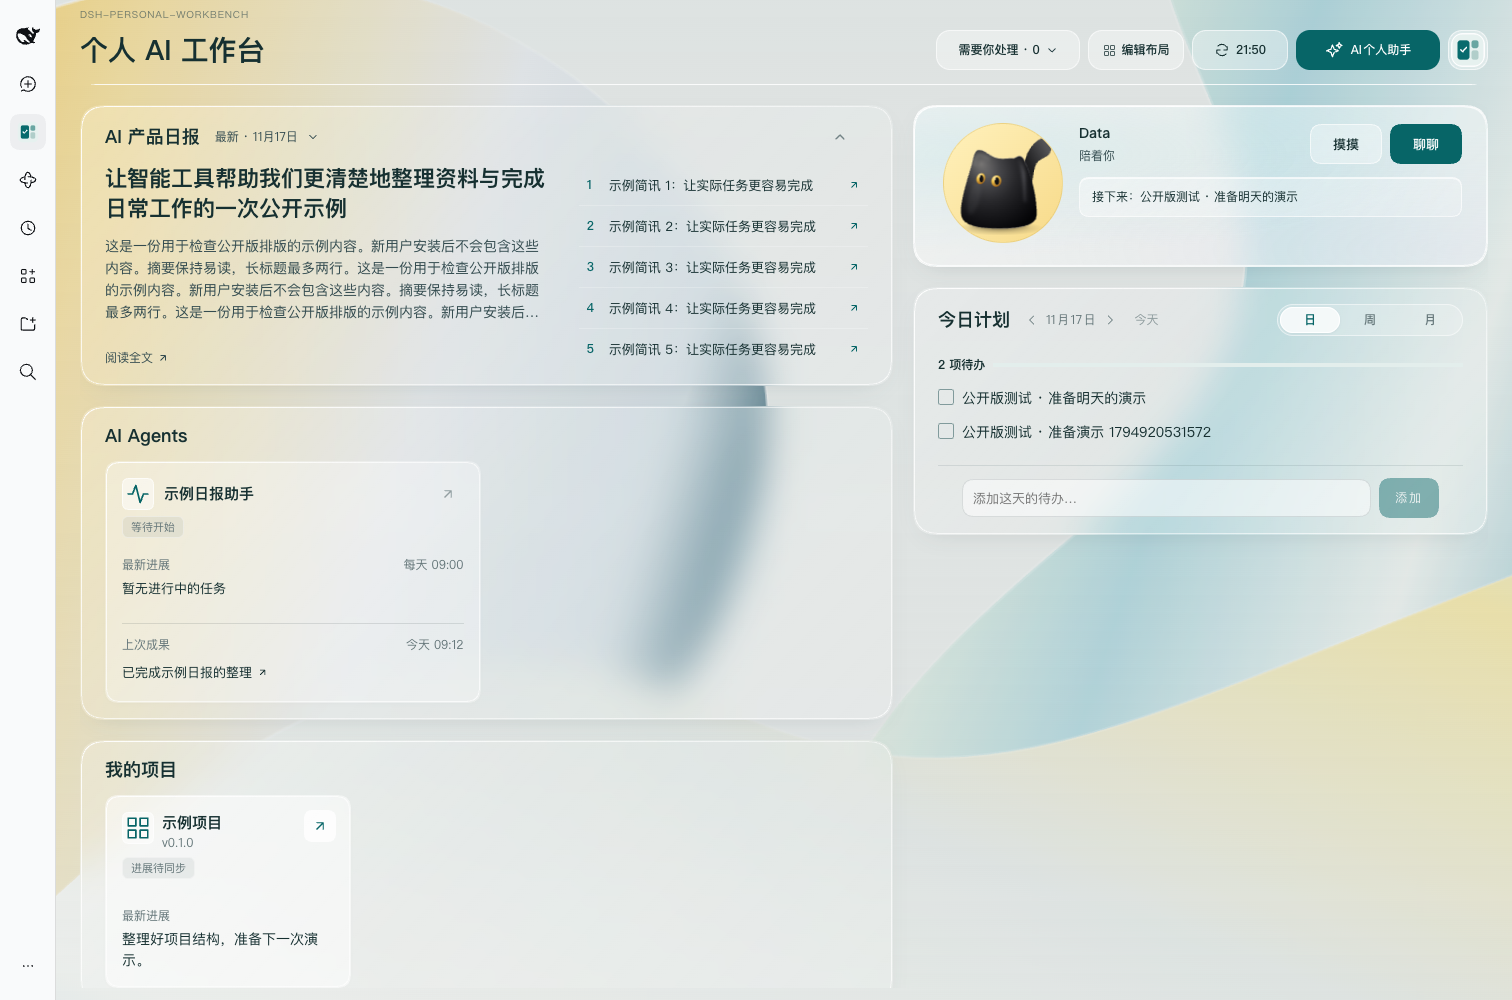 DSH-PERSONAL-WORKBENCH
个人 AI 工作台
需要你处理 · 0
编辑布局
21:50
AI个人助手
AI 产品日报
最新 · 11月17日
让智能工具帮助我们更清楚地整理资料与完成
日常工作的一次公开示例
这是一份用于检查公开版排版的示例内容。新用户安装后不会包含这些
内容。摘要保持易读，长标题最多两行。这是一份用于检查公开版排版
的示例内容。新用户安装后不会包含这些内容。摘要保持易读，长标题
最多两行。这是一份用于检查公开版排版的示例内容。新用户安装后...
阅读全文
1 示例简讯 1：让实际任务更容易完成
2 示例简讯 2：让实际任务更容易完成
3 示例简讯 3：让实际任务更容易完成
4 示例简讯 4：让实际任务更容易完成
5 示例简讯 5：让实际任务更容易完成
Data
陪着你
摸摸
聊聊
接下来：公开版测试 · 准备明天的演示
今日计划
11月17日
今天
日
周
月
2 项待办
公开版测试 · 准备明天的演示
公开版测试 · 准备演示 1794920531572
添加这天的待办...
添加
AI Agents
示例日报助手
等待开始
最新进展
每天 09:00
暂无进行中的任务
上次成果
今天 09:12
已完成示例日报的整理
我的项目
示例项目
v0.1.0
进展待同步
最新进展
整理好项目结构，准备下一次演
示。